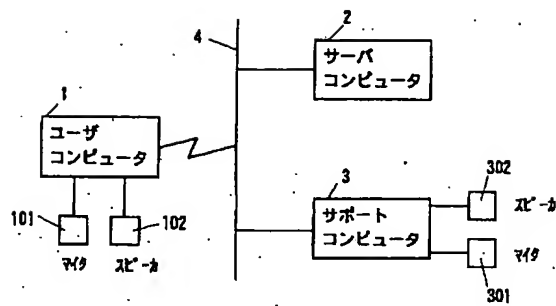 2
4
サーバ
コンピュータ
1
ユーザ
コンピュータ
3
302
サポート
コンピュータ
スピーカ
101
102
マイク
スピーカ
マイク
301